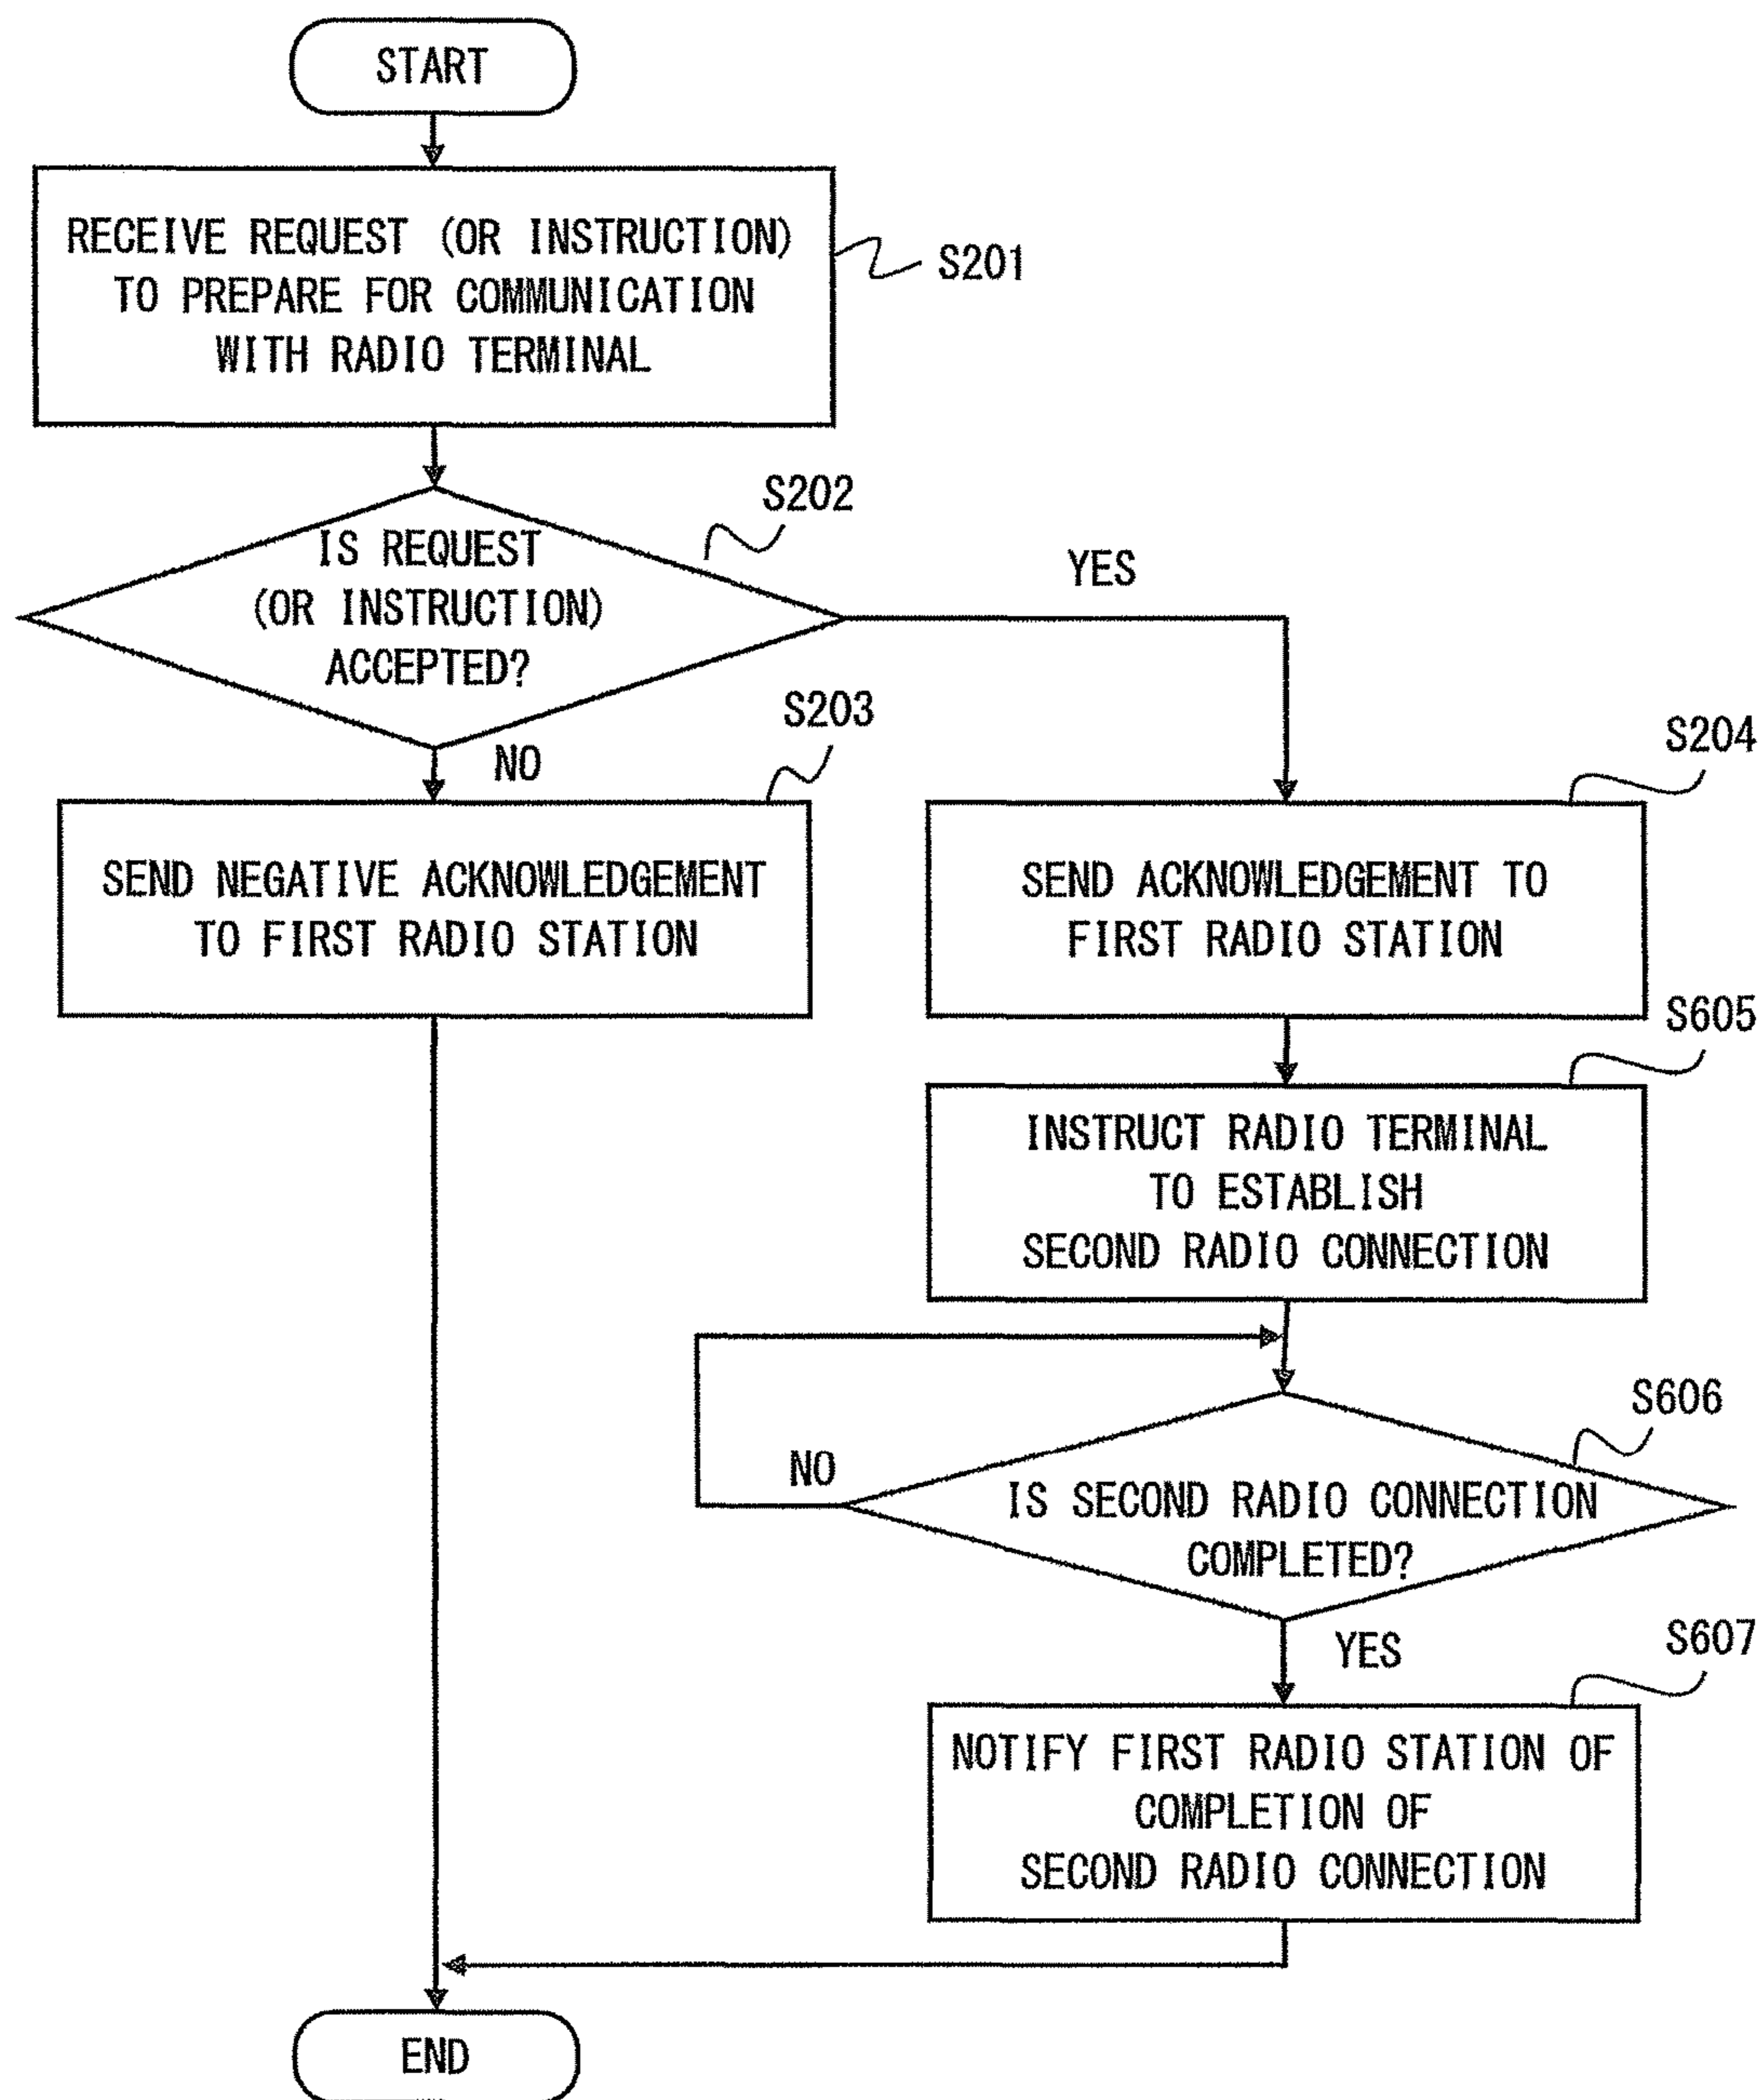 START
RECEIVE REQUEST (OR INSTRUCTION)
TO PREPARE FOR COMMUNICATION
WITH RADIO TERMINAL
S201
S202
IS REQUEST
(OR INSTRUCTION)
ACCEPTED?
YES
NO
S203
SEND NEGATIVE ACKNOWLEDGEMENT
TO FIRST RADIO STATION
S204
SEND ACKNOWLEDGEMENT TO
FIRST RADIO STATION
S605
INSTRUCT RADIO TERMINAL
TO ESTABLISH
SECOND RADIO CONNECTION
S606
NO
IS SECOND RADIO CONNECTION
COMPLETED?
YES
S607
NOTIFY FIRST RADIO STATION OF
COMPLETION OF
SECOND RADIO CONNECTION
END